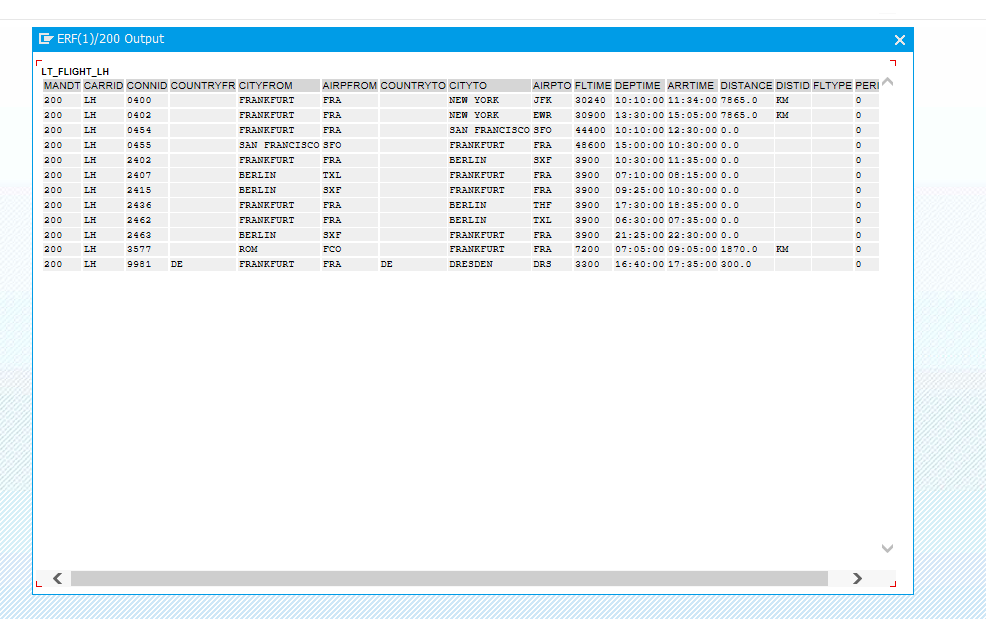 ERF(1)/200 Output
LT_FLIGHT_LH
MANDT CARRID CONNID COUNTRYFR CITYFROM AIRPFROM COUNTRYTO CITYTO AIRPTO FLTIME DEPTIME ARRTIME DISTANCE DISTID FLTYPE PERI
200 LH 0400 FRANKFURT FRA NEW YORK JFK 30240 10:10:00 11:34:00 7865.0 KM 0
200 LH 0402 FRANKFURT FRA NEW YORK EWR 30900 13:30:00 15:05:00 7865.0 KM 0
200 LH 0454 FRANKFURT FRA SAN FRANCISCO SFO 44400 10:10:00 12:30:00 0.0 0
200 LH 0455 SAN FRANCISCO SFO FRANKFURT FRA 48600 15:00:00 10:30:00 0.0 0
200 LH 2402 FRANKFURT FRA BERLIN SXF 3900 10:30:00 11:35:00 0.0 0
200 LH 2407 BERLIN TXL FRANKFURT FRA 3900 07:10:00 08:15:00 0.0 0
200 LH 2415 BERLIN SXF FRANKFURT FRA 3900 09:25:00 10:30:00 0.0 0
200 LH 2436 FRANKFURT FRA BERLIN THF 3900 17:30:00 18:35:00 0.0 0
200 LH 2462 FRANKFURT FRA BERLIN TXL 3900 06:30:00 07:35:00 0.0 0
200 LH 2463 BERLIN SXF FRANKFURT FRA 3900 21:25:00 22:30:00 0.0 0
200 LH 3577 ROM FCO FRANKFURT FRA 7200 07:05:00 09:05:00 1870.0 KM 0
200 LH 9981 DE FRANKFURT FRA DE DRESDEN DRS 3300 16:40:00 17:35:00 300.0 0